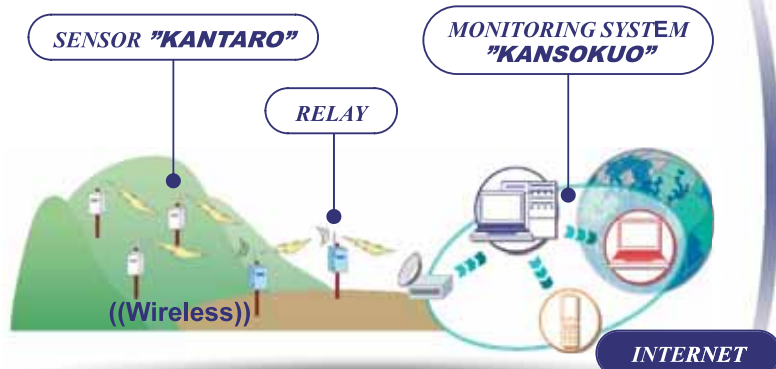 SENSOR ”KANTARO”
MONITORING SYSTEM
”KANSOKUO”
RELAY
((Wireless))
INTERNET